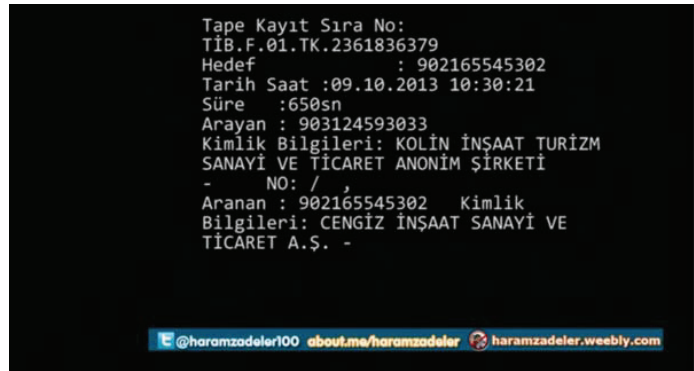 Tape Kayıt Sıra No:
TİB.F.01.TK.2361836379
Hedef : 902165545302
Tarih Saat :09.10.2013 10:30:21
Süre :650sn
Arayan : 903124593033
Kimlik Bilgileri: KOLİN İNŞAAT TURİZM
SANAYİ VE TİCARET ANONİM ŞİRKETİ
- NO: / ,
Aranan : 902165545302 Kimlik
Bilgileri: CENGİZ İNŞAAT SANAYİ VE
TİCARET A.Ş. -
@haramzadeler100 about.me/haramzadeler haramzadeler.weebly.com